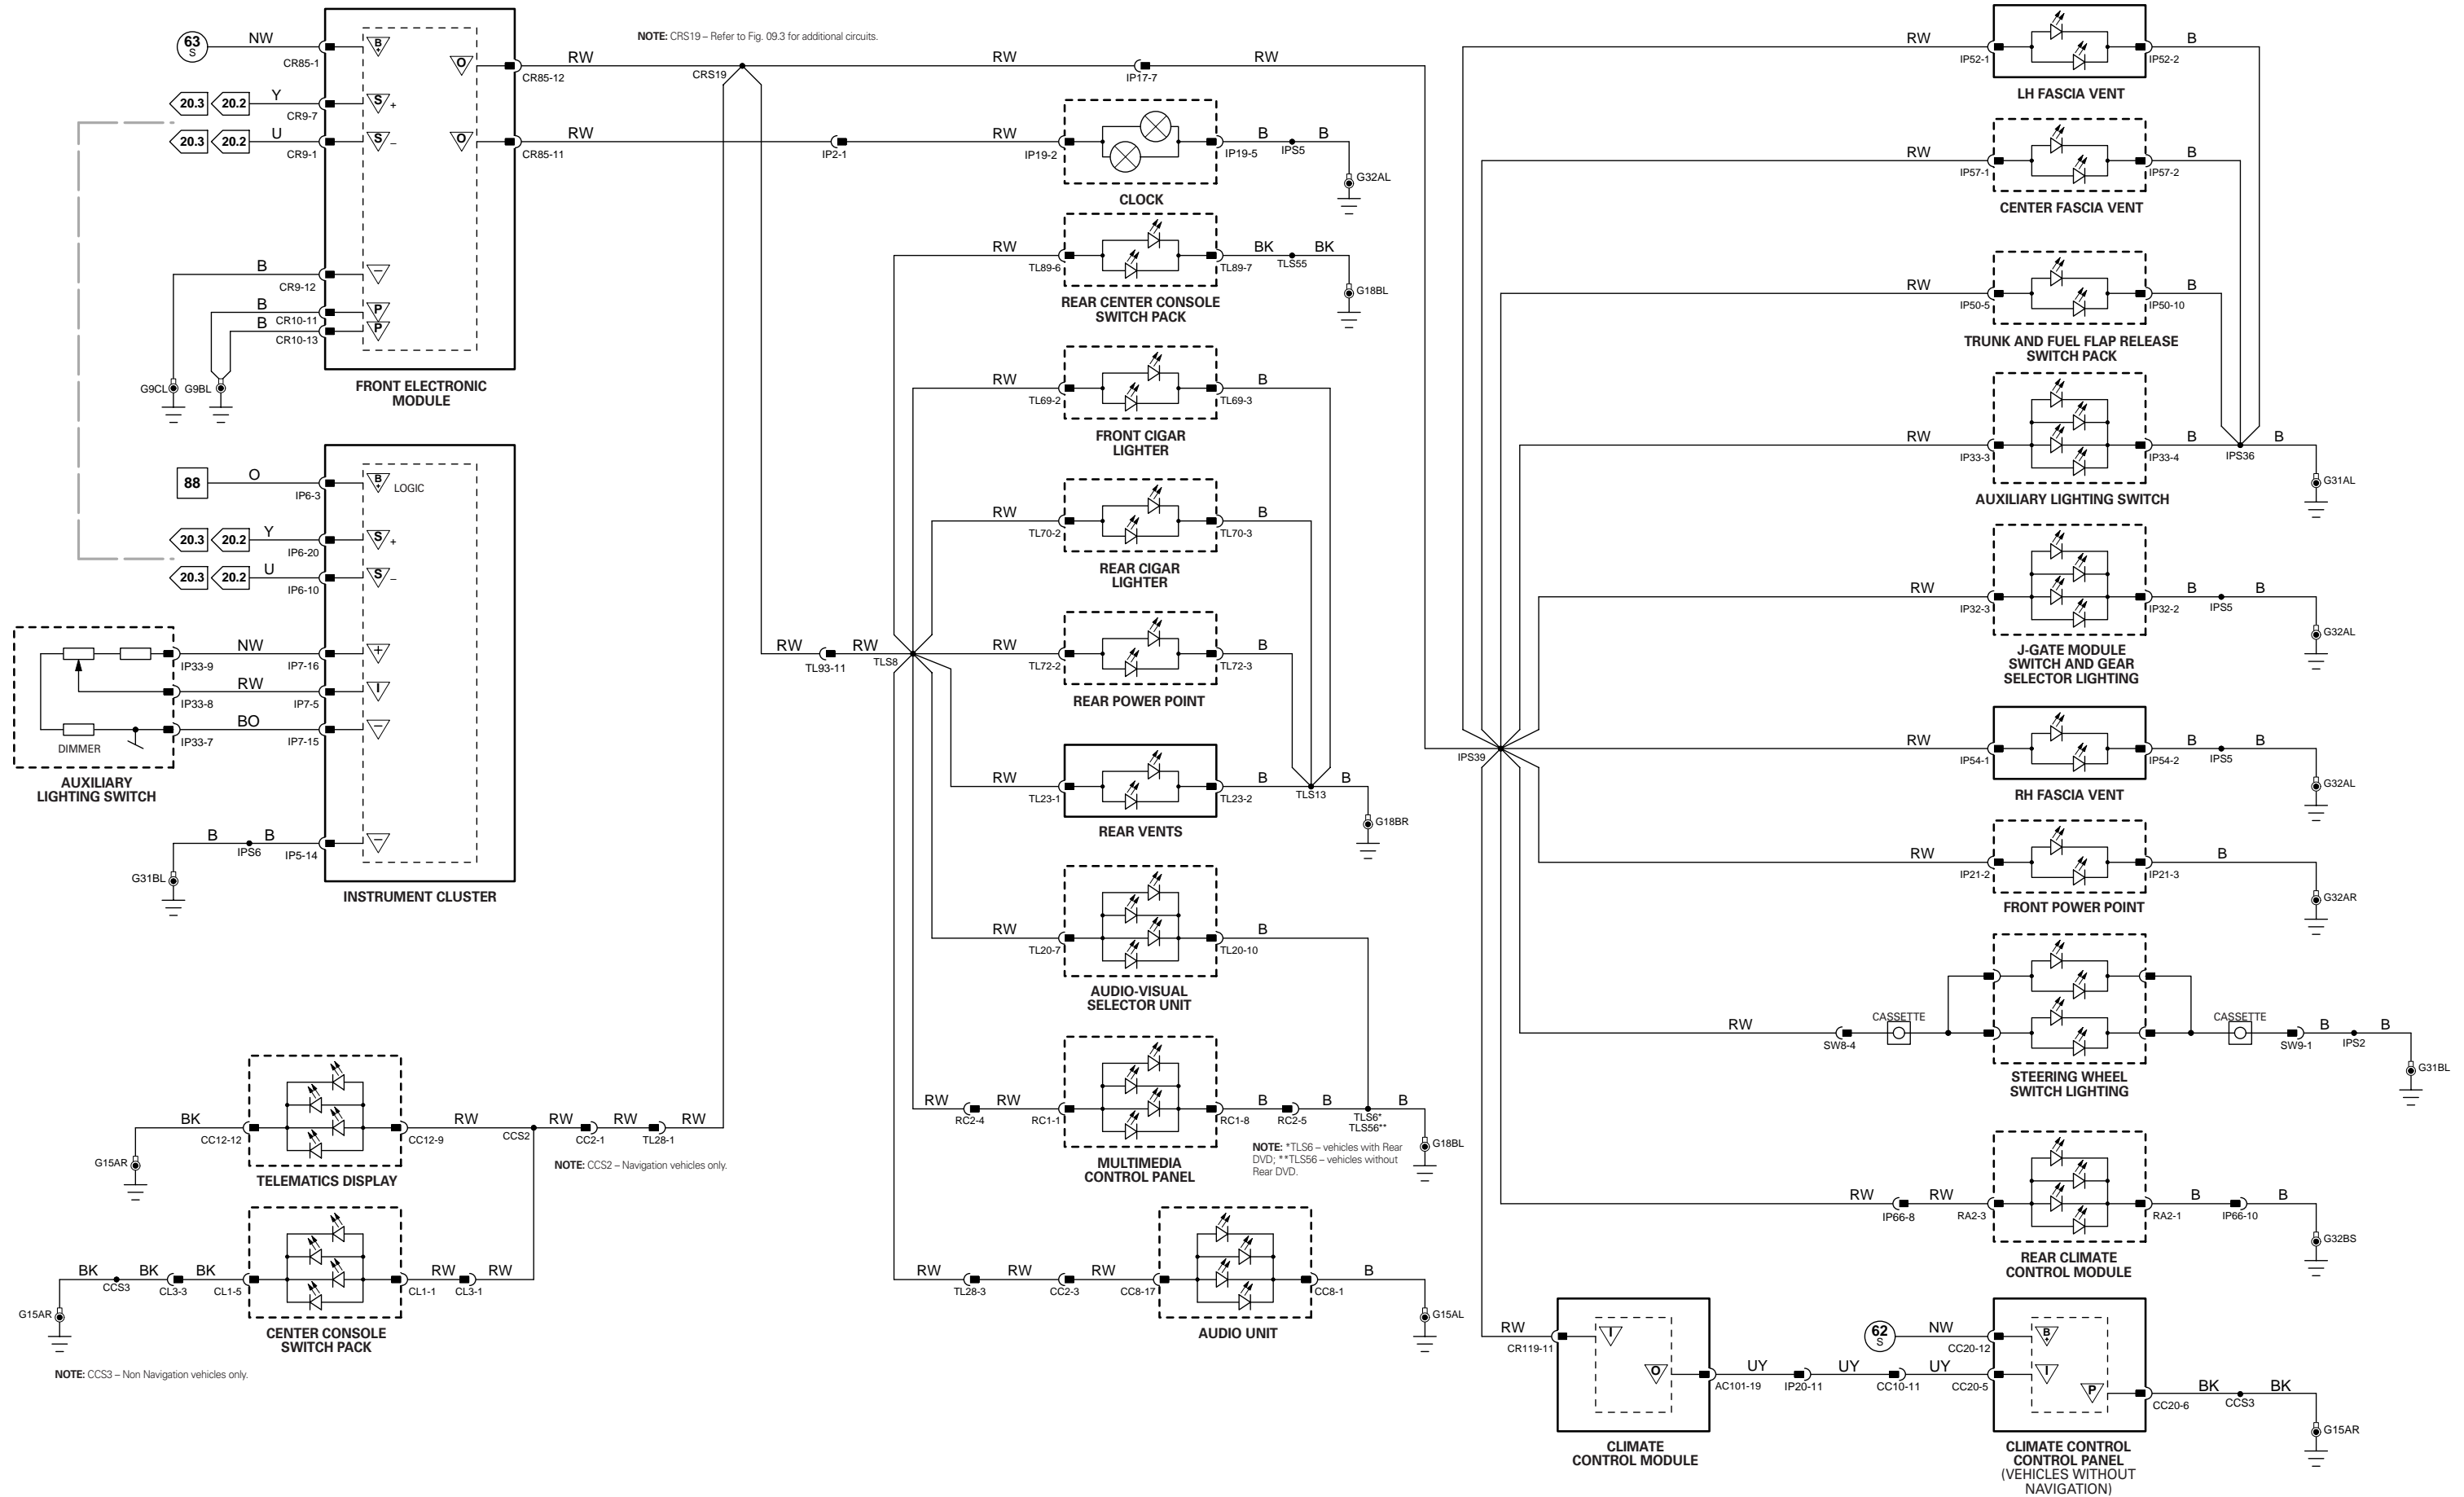 NOTE: CRS19 – Refer to Fig. 09.3 for additional circuits.
63
S
NW
CR85-1
B
+
O
CR85-12
RW
CRS19
RW
IP17-7
RW
20.3
20.2
Y
CR9-7
S
+
20.3
20.2
U
CR9-1
S
–
O
CR85-11
RW
IP2-1
RW
IP19-2
IP19-5
B
IPS5
B
G32AL
CLOCK
B
CR9-12
–
B
CR10-11
P
B
CR10-13
P
G9CL
G9BL
FRONT ELECTRONIC
MODULE
RW
TL89-6
TL89-7
BK
TLS55
BK
G18BL
REAR CENTER CONSOLE
SWITCH PACK
RW
TL69-2
TL69-3
B
FRONT CIGAR
LIGHTER
RW
TL70-2
TL70-3
B
REAR CIGAR
LIGHTER
RW
TL93-11
RW
TLS8
RW
TL72-2
TL72-3
B
REAR POWER POINT
RW
TL23-1
TL23-2
B
TLS13
B
G18BR
REAR VENTS
RW
TL20-7
TL20-10
B
AUDIO-VISUAL
SELECTOR UNIT
RW
RC2-4
RW
RC1-1
RC1-8
B
RC2-5
B
TLS6*
TLS56**
B
G18BL
NOTE: *TLS6 – vehicles with Rear
DVD; **TLS56 – vehicles without
Rear DVD.
MULTIMEDIA
CONTROL PANEL
RW
TL28-3
RW
CC2-3
RW
CC8-17
CC8-1
B
G15AL
AUDIO UNIT
88
O
IP6-3
B
+
LOGIC
20.3
20.2
Y
IP6-20
S
+
20.3
20.2
U
IP6-10
S
–
IP33-9
NW
IP7-16
+
IP33-8
RW
IP7-5
I
IP33-7
BO
IP7-15
–
DIMMER
AUXILIARY
LIGHTING SWITCH
B
IPS6
B
IP5-14
–
G31BL
INSTRUMENT CLUSTER
BK
CC12-12
CC12-9
RW
CCS2
RW
CC2-1
RW
TL28-1
RW
G15AR
TELEMATICS DISPLAY
NOTE: CCS2 – Navigation vehicles only.
BK
CCS3
BK
CL3-3
BK
CL1-5
CL1-1
RW
CL3-1
RW
G15AR
CENTER CONSOLE
SWITCH PACK
NOTE: CCS3 – Non Navigation vehicles only.
RW
IP52-1
IP52-2
B
LH FASCIA VENT
RW
IP57-1
IP57-2
B
CENTER FASCIA VENT
RW
IP50-5
IP50-10
B
TRUNK AND FUEL FLAP RELEASE
SWITCH PACK
RW
IP33-3
IP33-4
B
IPS36
B
G31AL
AUXILIARY LIGHTING SWITCH
RW
IP32-3
IP32-2
B
IPS5
B
G32AL
J-GATE MODULE
SWITCH AND GEAR
SELECTOR LIGHTING
IPS39
RW
IP54-1
IP54-2
B
IPS5
B
G32AL
RH FASCIA VENT
RW
IP21-2
IP21-3
B
G32AR
FRONT POWER POINT
RW
SW8-4
CASSETTE
CASSETTE
SW9-1
B
IPS2
B
G31BL
STEERING WHEEL
SWITCH LIGHTING
RW
IP66-8
RW
RA2-3
RA2-1
B
IP66-10
B
G32BS
REAR CLIMATE
CONTROL MODULE
RW
CR119-11
I
O
AC101-19
UY
IP20-11
UY
CC10-11
UY
CC20-5
I
62
S
NW
CC20-12
B
+
P
CC20-6
BK
CCS3
BK
G15AR
CLIMATE
CONTROL MODULE
CLIMATE CONTROL
CONTROL PANEL
(VEHICLES WITHOUT
NAVIGATION)